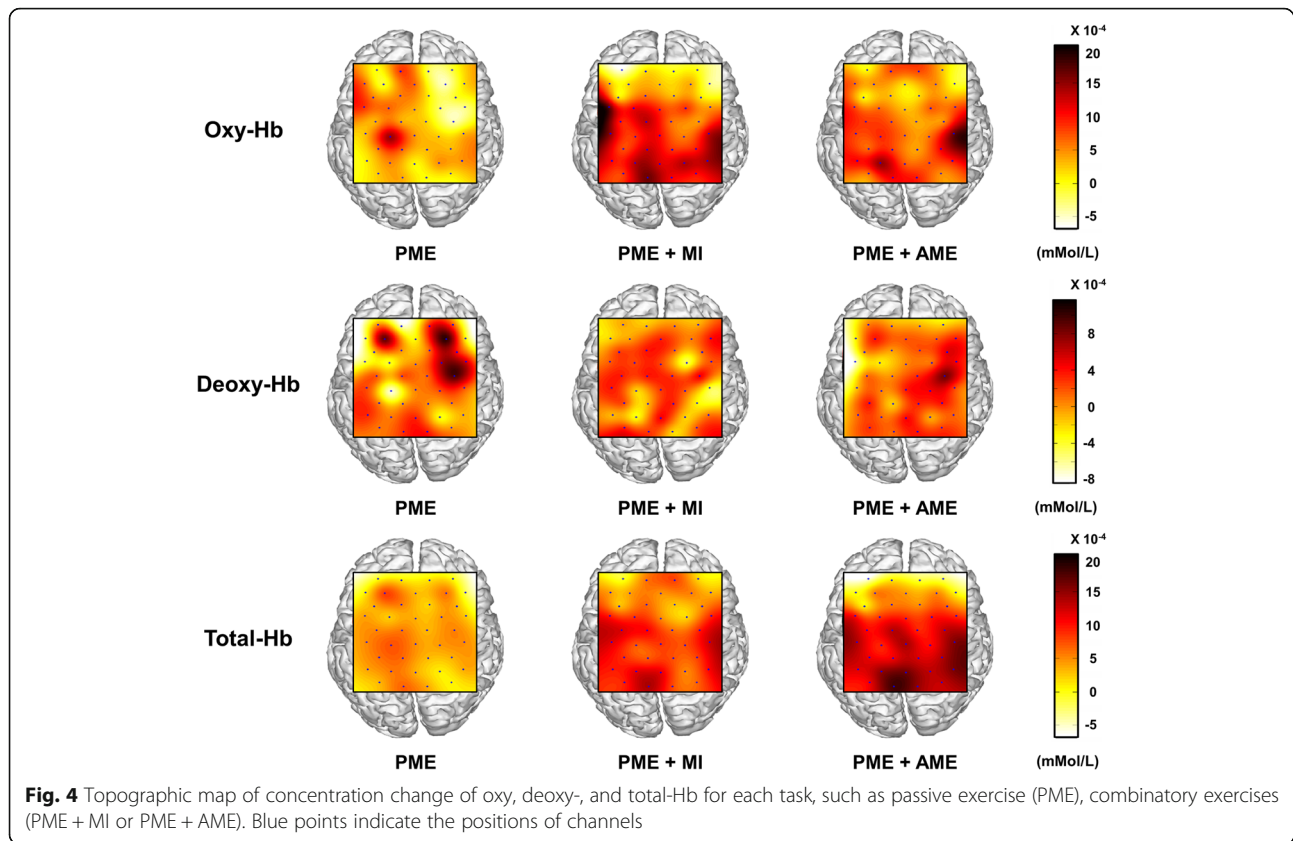 X 10-4
20
15
10
5
0
-5
(mMol/L)
Oxy-Hb
PME
PME + MI
PME + AME
X 10-4
8
4
0
-4
-8
(mMol/L)
Deoxy-Hb
PME
PME + MI
PME + AME
X 10-4
20
15
10
5
0
-5
(mMol/L)
Total-Hb
PME
PME + MI
PME + AME
Fig. 4 Topographic map of concentration change of oxy, deoxy-, and total-Hb for each task, such as passive exercise (PME), combinatory exercises
(PME + MI or PME + AME). Blue points indicate the positions of channels